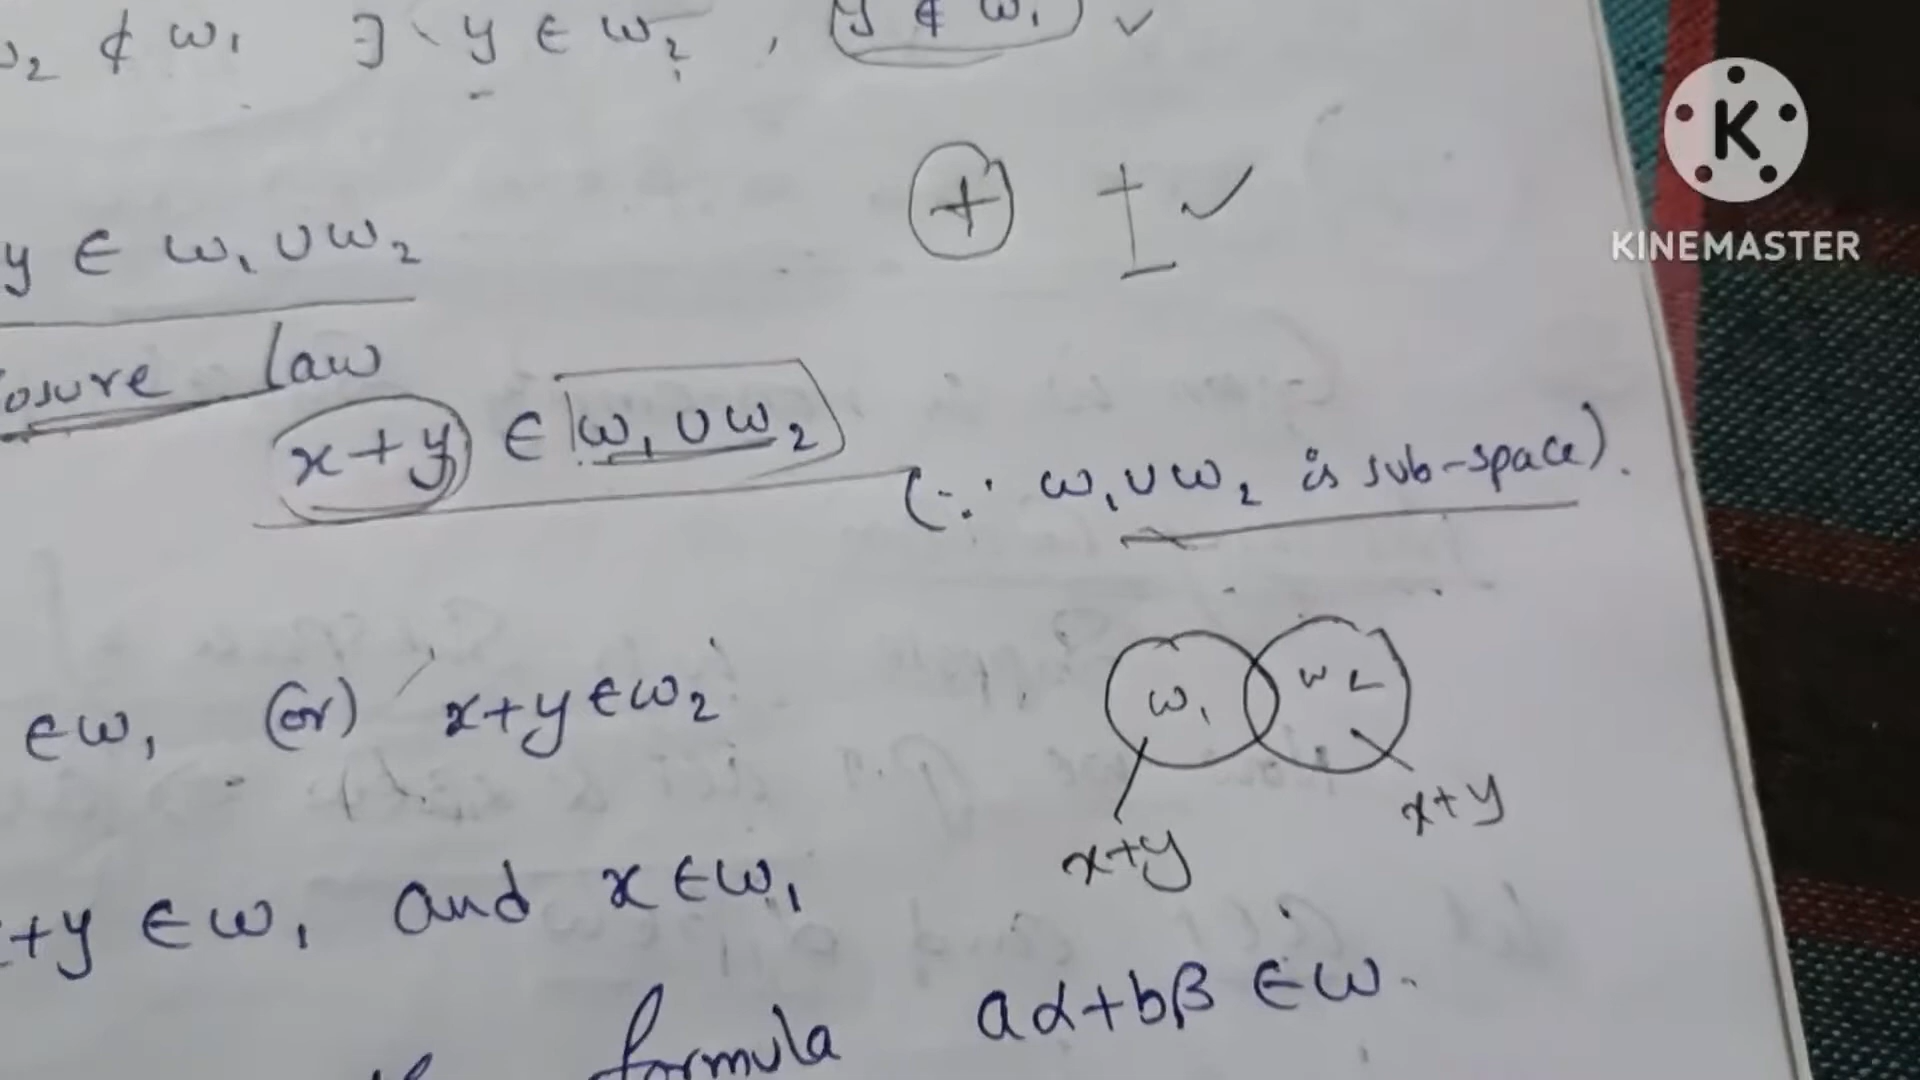 ω₂ ⊄ ω₁ ∃ y ∈ ω₂, y ∉ ω₁ ✓
+ I ✓
y ∈ ω₁ ∪ ω₂
osure law
x+y ∈ ω₁ ∪ ω₂ (∵ ω₁ ∪ ω₂ is sub-space).
∈ ω₁ (or) x+y ∈ ω₂
ω₁ ω₂
x+y x+y
+y ∈ ω₁ and x ∈ ω₁
formula aα+bβ ∈ ω.
K
KINEMASTER